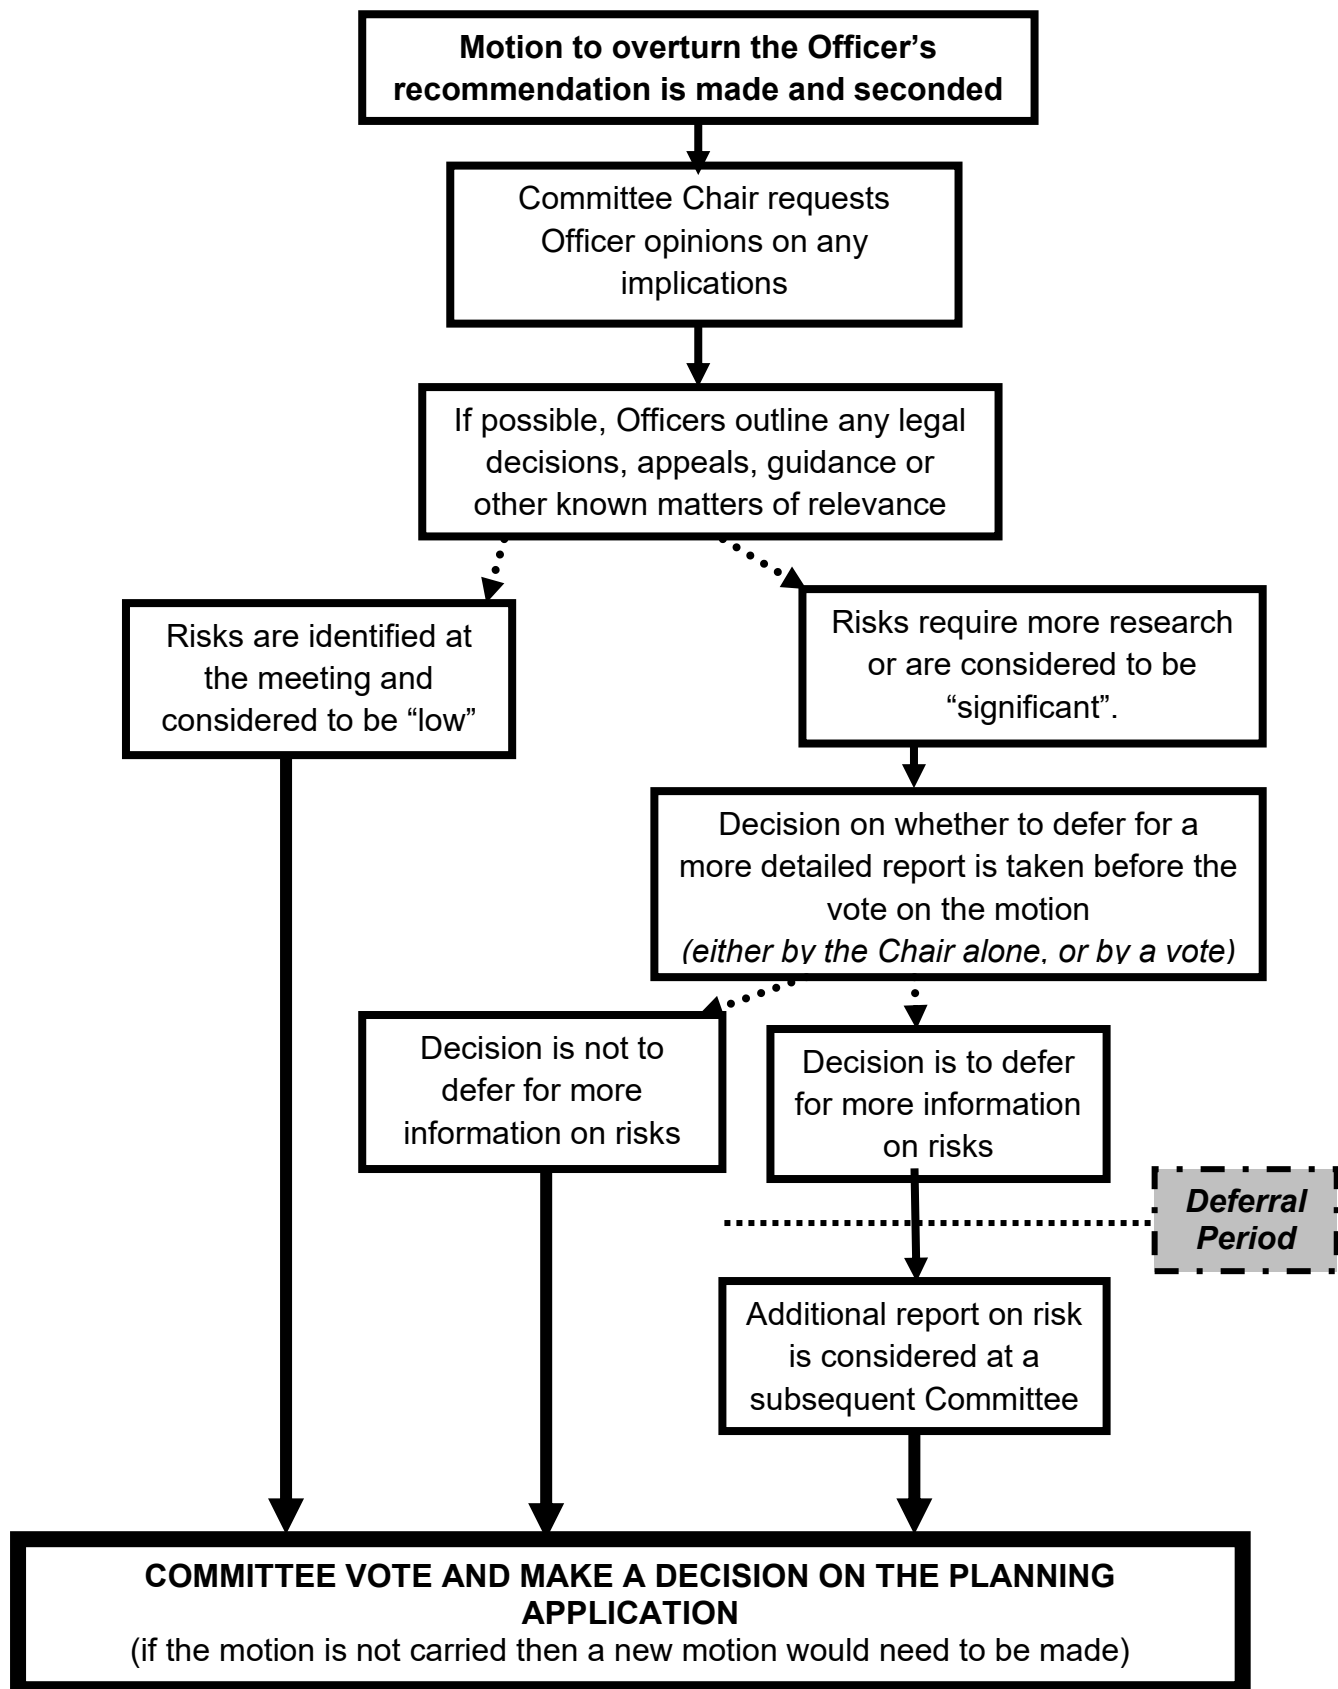 Motion to overturn the Officer’s
recommendation is made and seconded
Committee Chair requests
Officer opinions on any
implications
If possible, Officers outline any legal
decisions, appeals, guidance or
other known matters of relevance
Risks are identified at
the meeting and
considered to be “low”
Risks require more research
or are considered to be
“significant”.
Decision on whether to defer for a
more detailed report is taken before the
vote on the motion
(either by the Chair alone, or by a vote)
Decision is not to
defer for more
information on risks
Decision is to defer
for more information
on risks
Deferral
Period
Additional report on risk
is considered at a
subsequent Committee
COMMITTEE VOTE AND MAKE A DECISION ON THE PLANNING
APPLICATION
(if the motion is not carried then a new motion would need to be made)